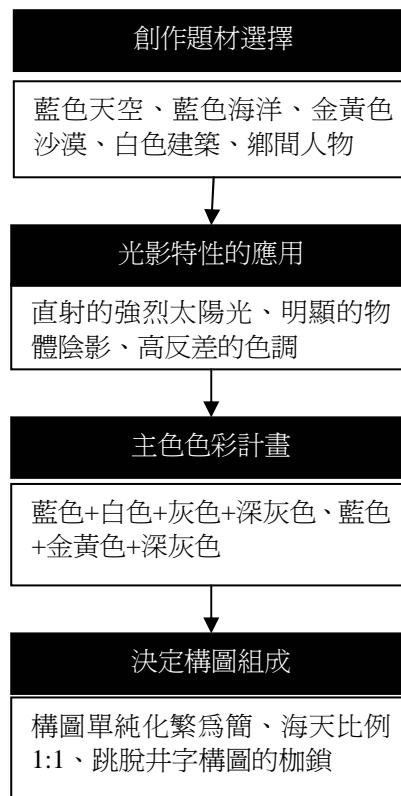 創作題材選擇
藍色天空、藍色海洋、金黃色
沙漠、白色建築、鄉間人物
光影特性的應用
直射的強烈太陽光、明顯的物
體陰影、高反差的色調
主色色彩計畫
藍色+白色+灰色+深灰色、藍色
+金黃色+深灰色
決定構圖組成
構圖單純化繁爲簡、海天比例
1:1、跳脫井字構圖的枷鎖